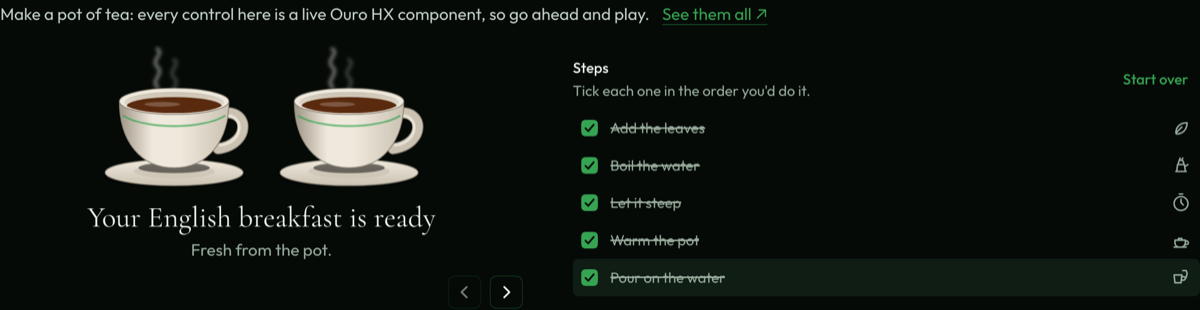 Make a pot of tea: every control here is a live Ouro HX component, so go ahead and play. See them all ↗
Your English breakfast is ready
Fresh from the pot.
Steps
Tick each one in the order you'd do it.
Start over
Add the leaves
Boil the water
Let it steep
Warm the pot
Pour on the water